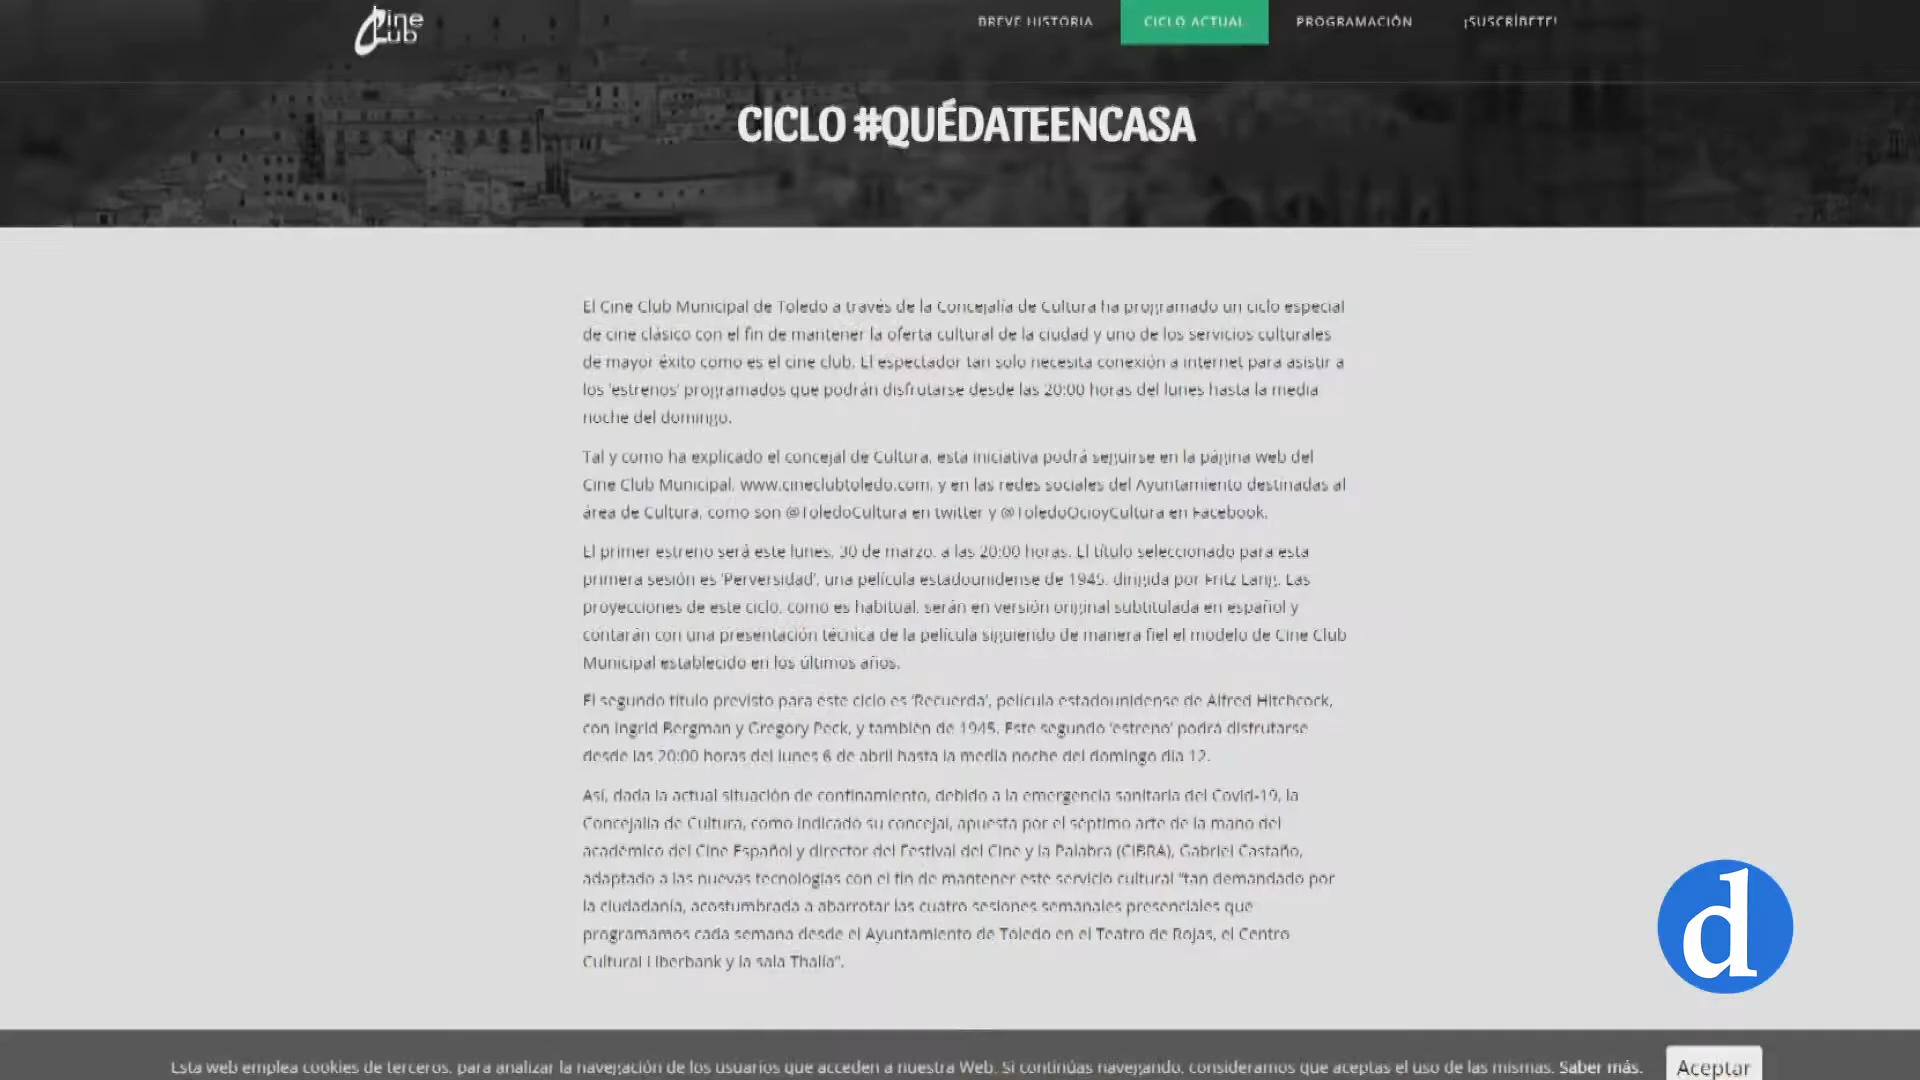 Cine Club
BREVE HISTORIA
CICLO ACTUAL
PROGRAMACIÓN
¡SUSCRÍBETE!
CICLO #QUÉDATEENCASA
El Cine Club Municipal de Toledo a través de la Concejalía de Cultura ha programado un ciclo especial
de cine clásico con el fin de mantener la oferta cultural de la ciudad y uno de los servicios culturales
de mayor éxito como es el cine club. El espectador tan solo necesita conexión a internet para asistir a
los ‘estrenos’ programados que podrán disfrutarse desde las 20:00 horas del lunes hasta la media
noche del domingo.
Tal y como ha explicado el concejal de Cultura, esta iniciativa podrá seguirse en la página web del
Cine Club Municipal, www.cineclubtoledo.com, y en las redes sociales del Ayuntamiento destinadas al
área de Cultura, como son @ToledoCultura en twitter y @ToledoOcioyCultura en Facebook.
El primer estreno será este lunes, 30 de marzo, a las 20:00 horas. El título seleccionado para esta
primera sesión es ‘Perversidad’, una película estadounidense de 1945, dirigida por Fritz Lang. Las
proyecciones de este ciclo, como es habitual, serán en versión original subtitulada en español y
contarán con una presentación técnica de la película siguiendo de manera fiel el modelo de Cine Club
Municipal establecido en los últimos años.
El segundo título previsto para este ciclo es ‘Recuerda’, película estadounidense de Alfred Hitchcock,
con Ingrid Bergman y Gregory Peck, y también de 1945. Este segundo ‘estreno’ podrá disfrutarse
desde las 20:00 horas del lunes 6 de abril hasta la media noche del domingo día 12.
Así, dada la actual situación de confinamiento, debido a la emergencia sanitaria del Covid-19, la
Concejalía de Cultura, como indicado su concejal, apuesta por el séptimo arte de la mano del
académico del Cine Español y director del Festival del Cine y la Palabra (CIBRA), Gabriel Castaño,
adaptado a las nuevas tecnologías con el fin de mantener este servicio cultural “tan demandado por
la ciudadanía, acostumbrada a abarrotar las cuatro sesiones semanales presenciales que
programamos cada semana desde el Ayuntamiento de Toledo en el Teatro de Rojas, el Centro
Cultural Liberbank y la sala Thalía”.
d
Esta web emplea cookies de terceros, para analizar la navegación de los usuarios que acceden a nuestra Web. Si continúas navegando, consideramos que aceptas el uso de las mismas. Saber más.
Aceptar